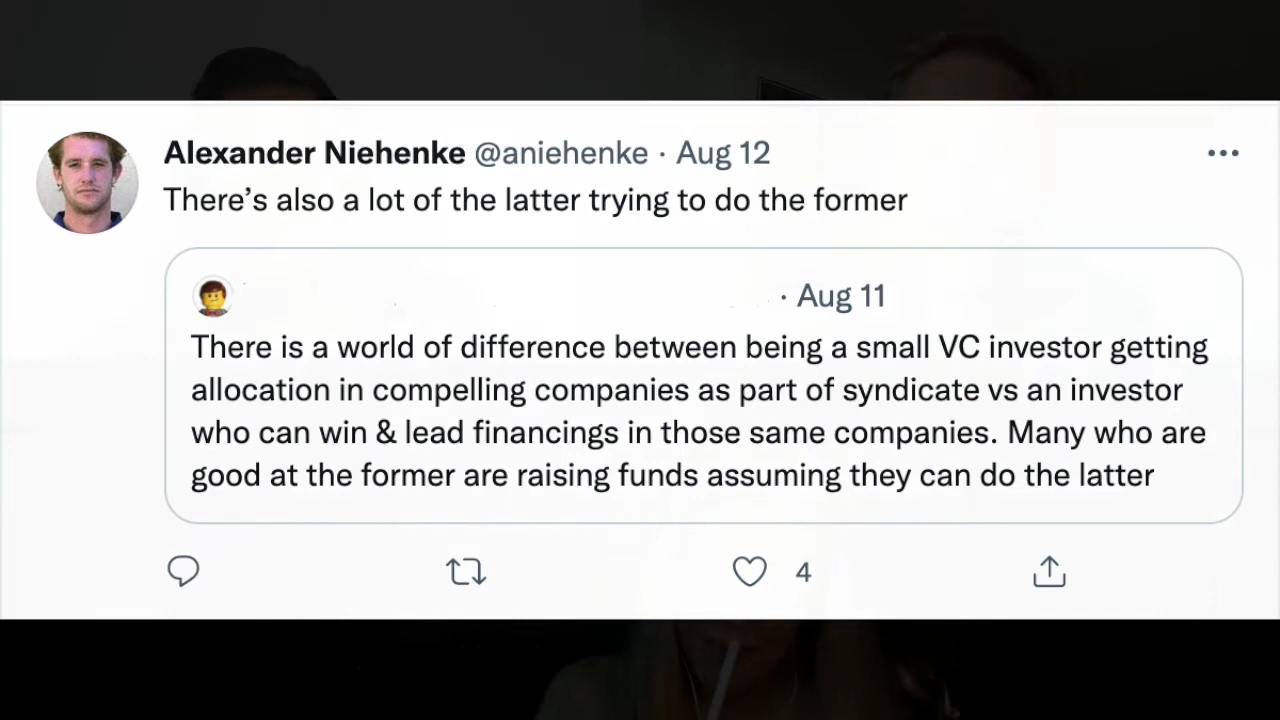 Alexander Niehenke @aniehenke · Aug 12
There’s also a lot of the latter trying to do the former
· Aug 11
There is a world of difference between being a small VC investor getting
allocation in compelling companies as part of syndicate vs an investor
who can win & lead financings in those same companies. Many who are
good at the former are raising funds assuming they can do the latter
4